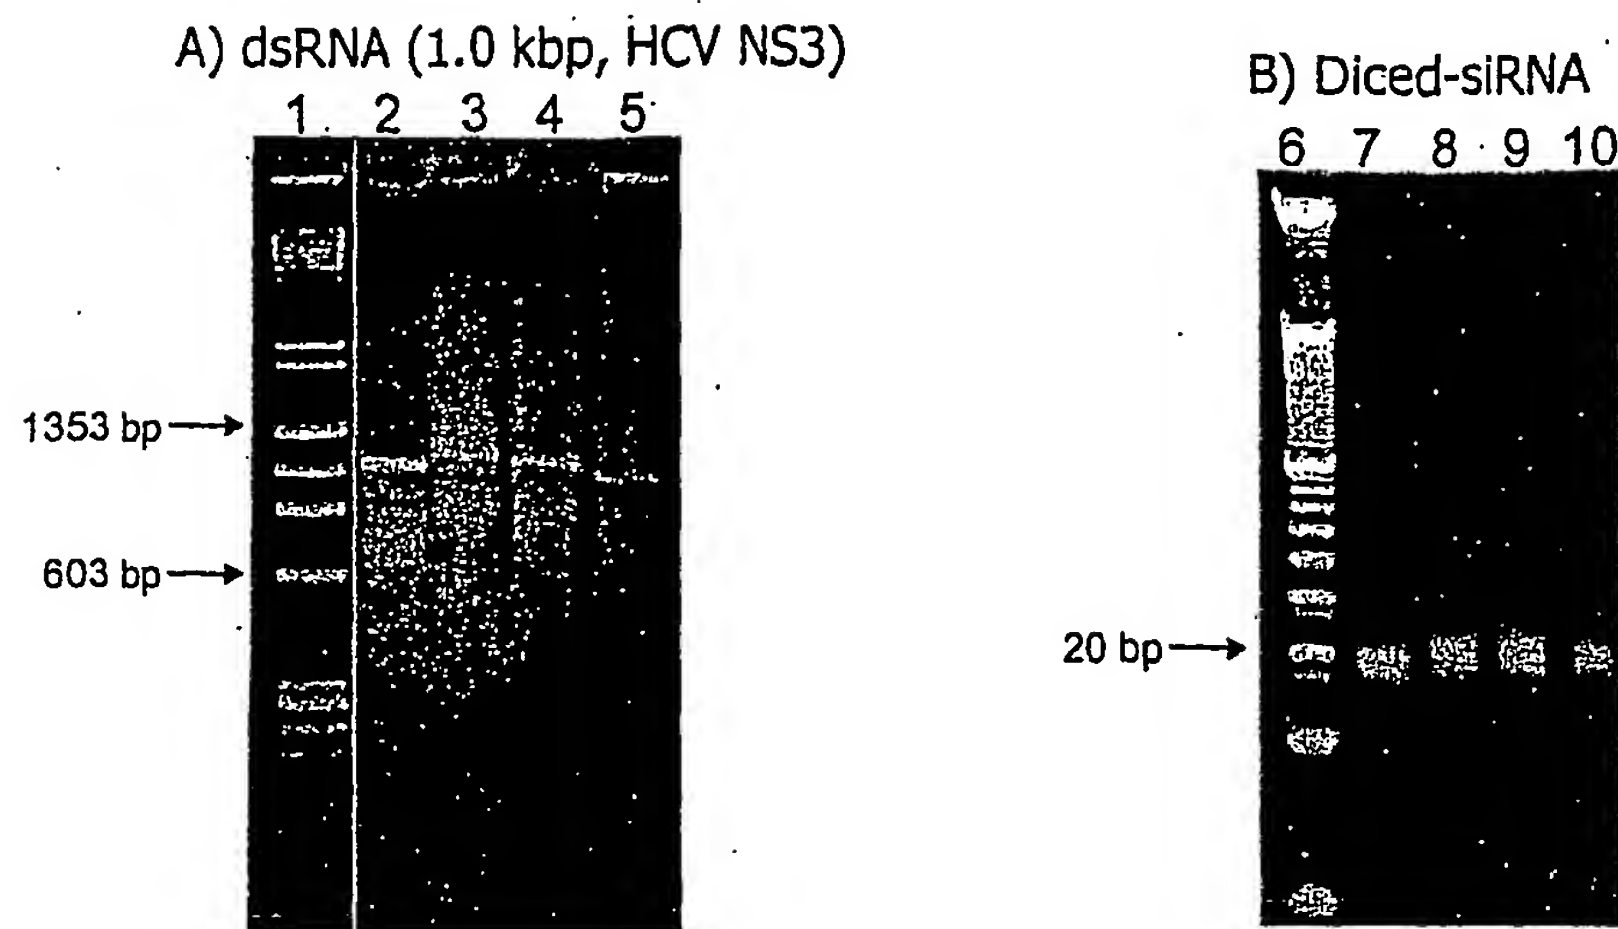 A) dsRNA (1.0 kbp, HCV NS3)
1 2 3 4 5
1353 bp
603 bp
B) Diced-siRNA
6 7 8 9 10
20 bp